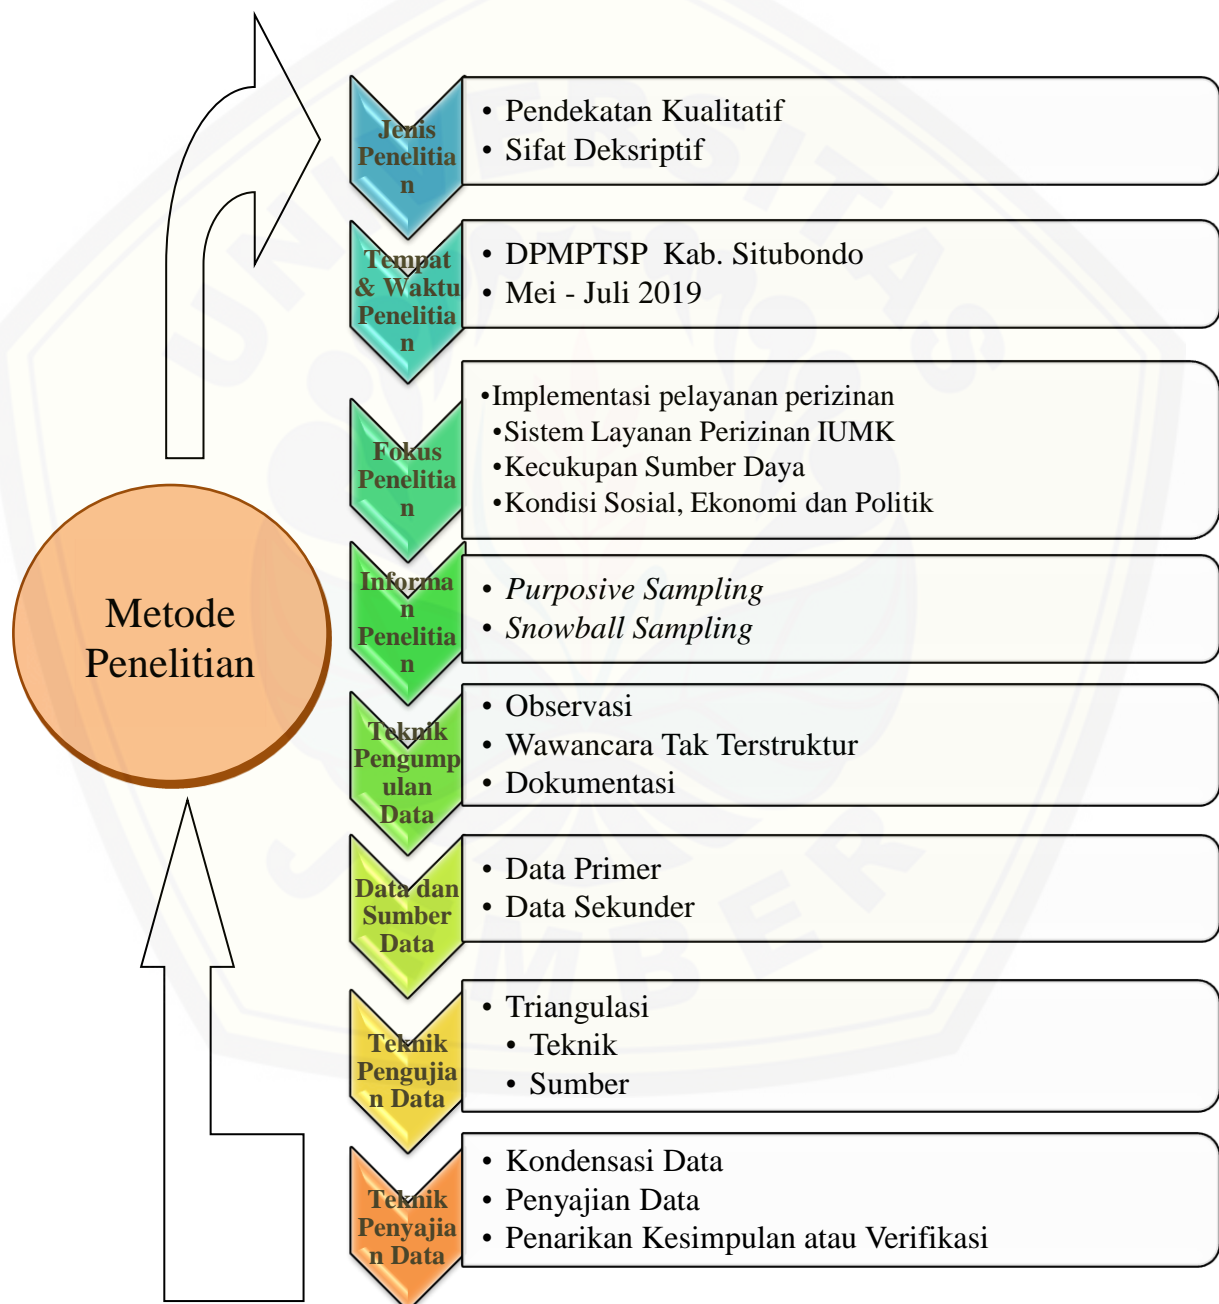 Jenis
Penelitia
n
• Pendekatan Kualitatif
• Sifat Deksriptif
Tempat
& Waktu
Penelitia
n
• DPMPTSP Kab. Situbondo
• Mei - Juli 2019
Fokus
Penelitia
n
•Implementasi pelayanan perizinan
•Sistem Layanan Perizinan IUMK
•Kecukupan Sumber Daya
•Kondisi Sosial, Ekonomi dan Politik
Metode
Penelitian
Informa
n
Penelitia
n
• Purposive Sampling
• Snowball Sampling
Teknik
Pengump
ulan
Data
• Observasi
• Wawancara Tak Terstruktur
• Dokumentasi
Data dan
Sumber
Data
• Data Primer
• Data Sekunder
Teknik
Pengujia
n Data
• Triangulasi
• Teknik
• Sumber
Teknik
Penyajia
n Data
• Kondensasi Data
• Penyajian Data
• Penarikan Kesimpulan atau Verifikasi
UNIVERSITAS
JEMBER